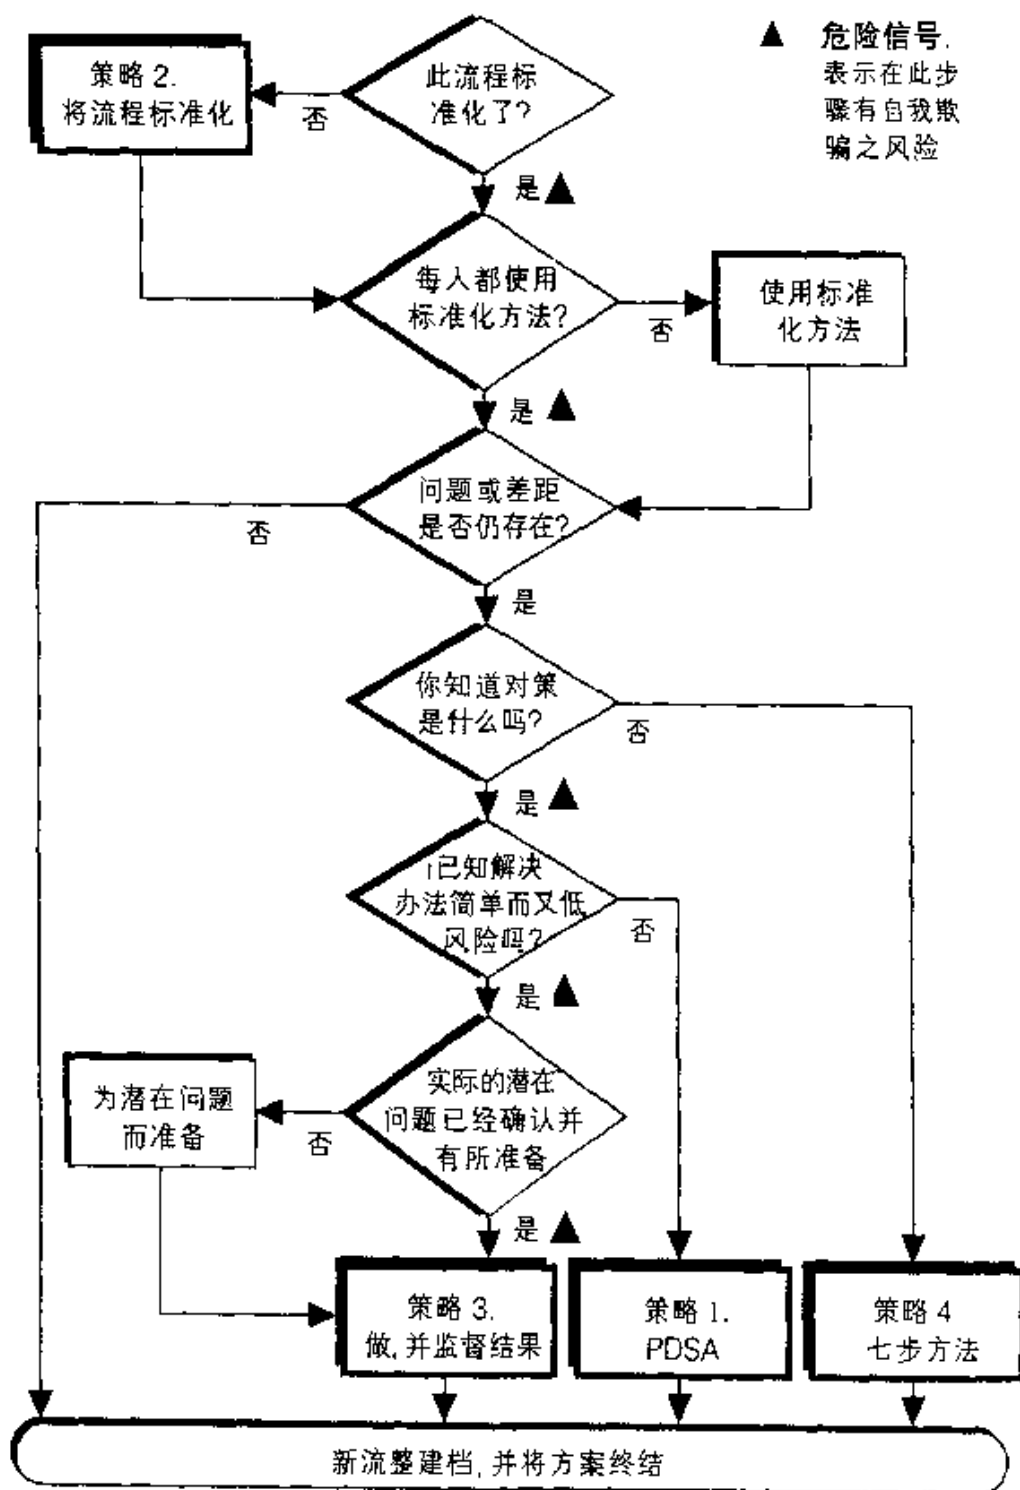 ▲ 危险信号.
表示在此步
骤有自我欺
骗之风险
策略 2.
将流程标准化
否
此流程标
准化了?
是▲
每人都使用
标准化方法?
否
使用标准
化方法
是▲
问题或差距
是否仍存在?
否
是
你知道对策
是什么吗?
否
是▲
已知解决
办法简单而又低
风险吗?
否
是▲
为潜在问题
而准备
否
实际的潜在
问题已经确认并
有所准备
是▲
策略 3.
做,并监督结果
策略 1.
PDSA
策略 4
七步方法
新流整建档,并将方案终结